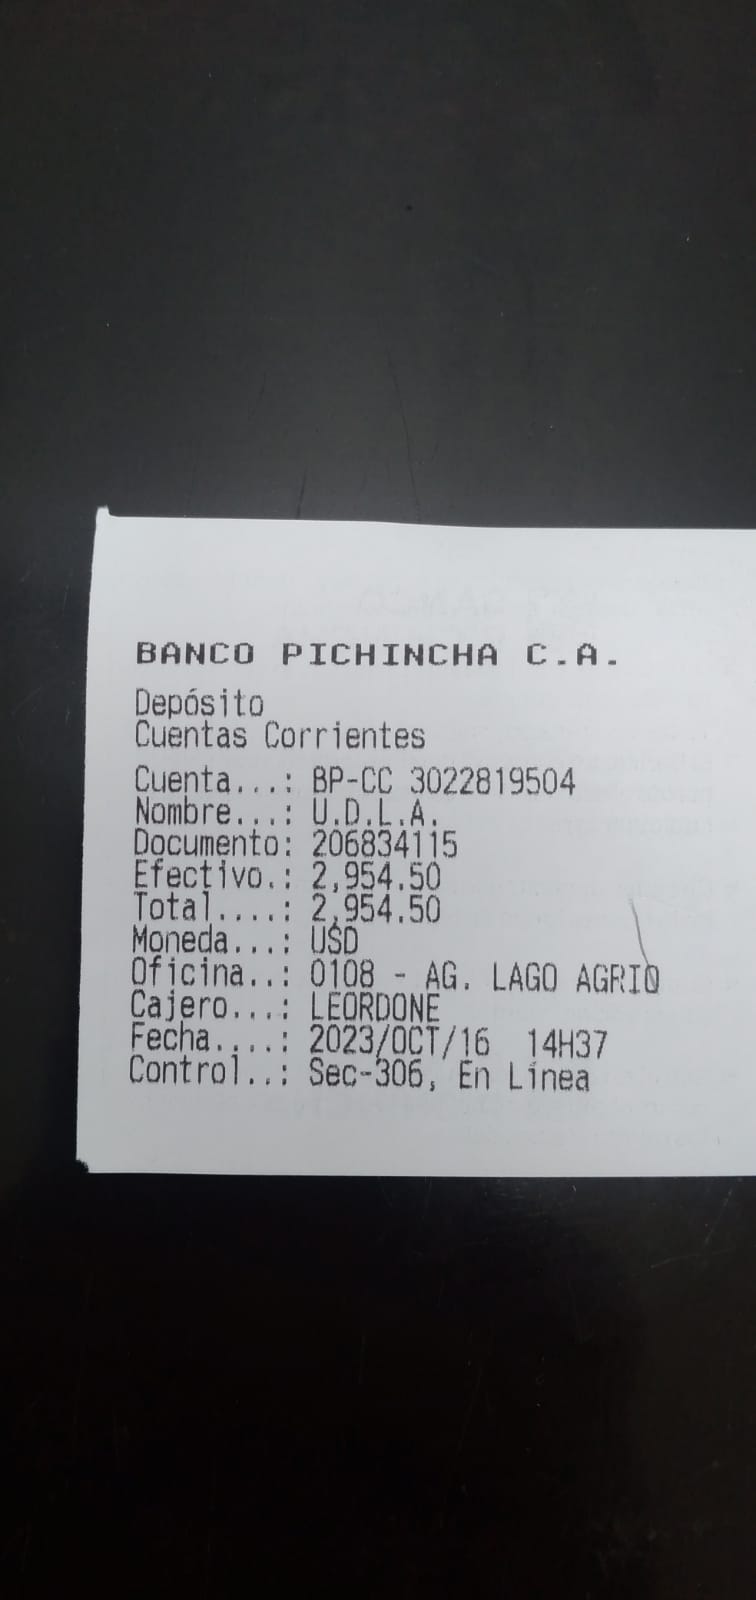 BANCO PICHINCHA C.A.
Depósito
Cuentas Corrientes
Cuenta...: BP-CC 3022819504
Nombre...: U.D.L.A.
Documento: 206834115
Efectivo.: 2,954.50
Total....: 2,954.50
Moneda...: USD
Oficina..: 0108 - AG. LAGO AGRIO
Cajero...: LEORDONE
Fecha....: 2023/OCT/16 14H37
Control..: Sec-306, En Línea